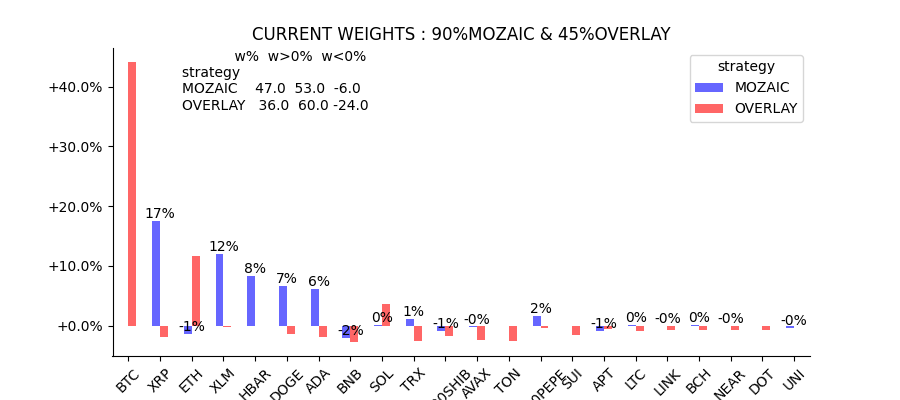 CURRENT WEIGHTS : 90%MOZAIC & 45%OVERLAY
w% w>0% w<0%
strategy
MOZAIC 47.0 53.0 -6.0
OVERLAY 36.0 60.0 -24.0
strategy
MOZAIC
OVERLAY
+40.0%
+30.0%
+20.0%
+10.0%
+0.0%
17%
-1%
12%
8%
7%
6%
-2%
0%
1%
-1%
-0%
2%
-1%
0%
-0%
0%
-0%
-0%
BTC
XRP
ETH
XLM
HBAR
DOGE
ADA
BNB
SOL
TRX
0SHIB
AVAX
TON
0PEPE
SUI
APT
LTC
LINK
BCH
NEAR
DOT
UNI